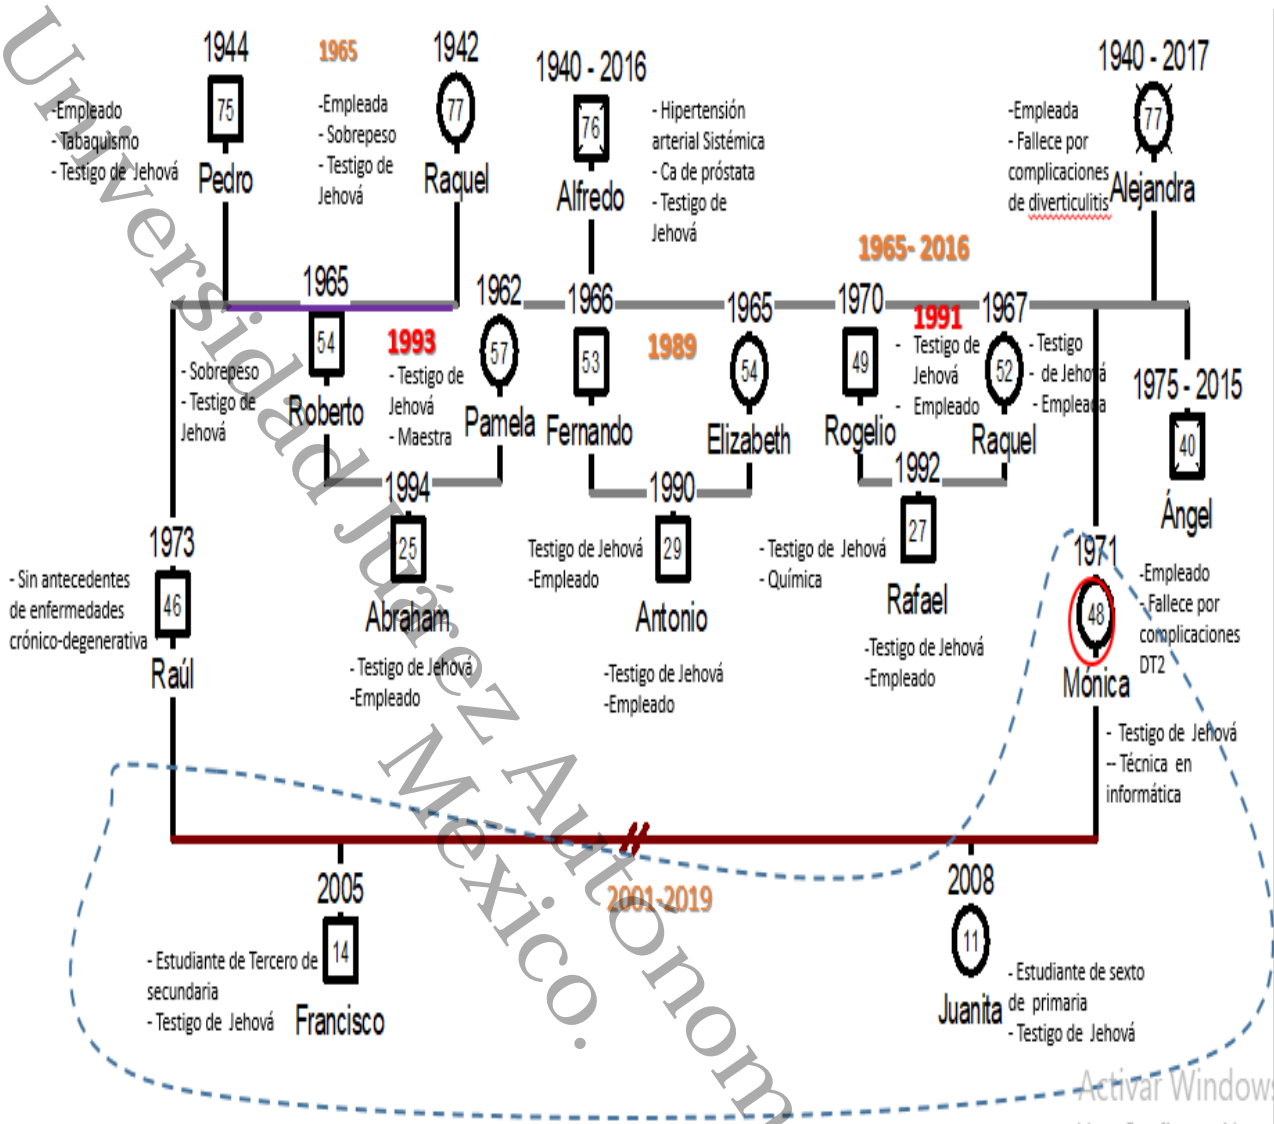 1944
1965
1942
1940 - 2016
1940 - 2017
-Empleado
- Tabaquismo
- Testigo de Jehová
75
Pedro
-Empleada
- Sobrepeso
- Testigo de
Jehová
77
Raquel
76
Alfredo
- Hipertensión
arterial Sistémica
- Ca de próstata
- Testigo de
Jehová
-Empleada
- Fallece por
complicaciones
de diverticulitis
77
Alejandra
1965- 2016
1965
1962
1966
1965
1970
1991
1967
54
Roberto
- Sobrepeso
- Testigo de
Jehová
1993
- Testigo de
Jehová
- Maestra
57
Pamela
53
Fernando
1989
54
Elizabeth
49
Rogelio
- Testigo de
Jehová
- Empleado
52
Raquel
- Testigo
- de Jehová
- Empleada
1975 - 2015
40
Ángel
-Empleado
- Fallece por
complicaciones
DT2
1994
25
Abraham
- Testigo de Jehová
-Empleado
1990
Testigo de Jehová
-Empleado
29
Antonio
-Testigo de Jehová
-Empleado
1992
- Testigo de Jehová
- Química
27
Rafael
-Testigo de Jehová
-Empleado
1973
- Sin antecedentes
de enfermedades
crónico-degenerativa
46
Raúl
1971
48
Mónica
- Testigo de Jehová
-- Técnica en
informática
2001-2019
2005
14
Francisco
- Estudiante de Tercero de
secundaria
- Testigo de Jehová
2008
11
Juanita
- Estudiante de sexto
de primaria
- Testigo de Jehová
Universidad Juárez Autónom
México.
Activar Windows